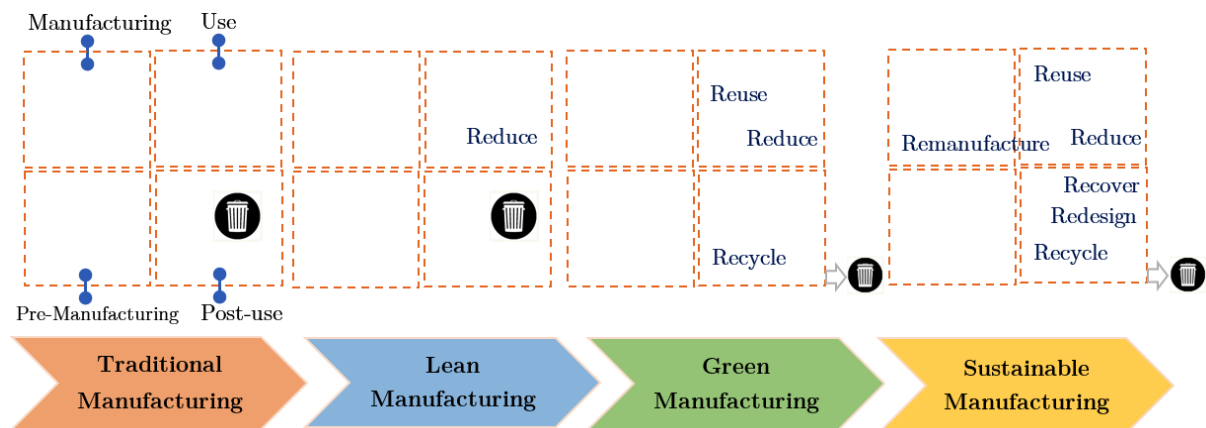 Manufacturing
Use
Reduce
Reuse
Reduce
Reuse
Remanufacture
Reduce
Recycle
Recover
Redesign
Recycle
Pre-Manufacturing
Post-use
Traditional
Manufacturing
Lean
Manufacturing
Green
Manufacturing
Sustainable
Manufacturing